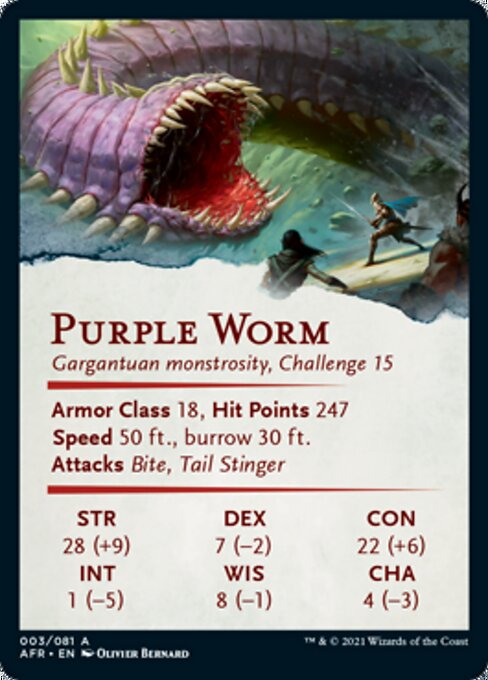 Purple Worm
Gargantuan monstrosity, Challenge 15
Armor Class 18, Hit Points 247
Speed 50 ft., burrow 30 ft.
Attacks Bite, Tail Stinger
STR DEX CON
28 (+9) 7 (–2) 22 (+6)
INT WIS CHA
1 (–5) 8 (–1) 4 (–3)
003/081 A
AFR • EN Olivier Bernard
™ & © 2021 Wizards of the Coast